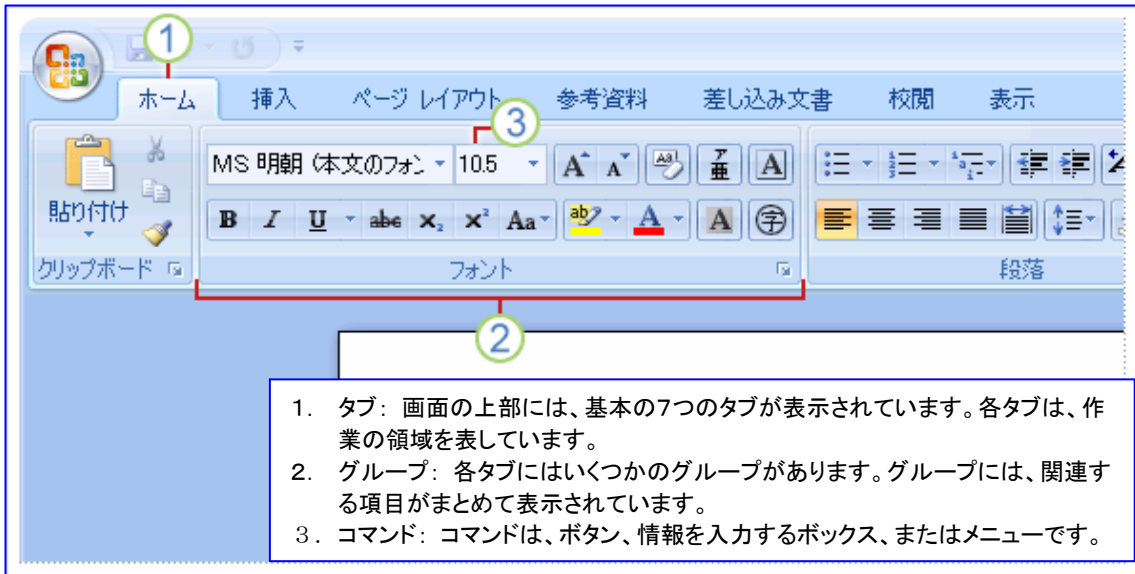 1
ホーム 挿入 ページ レイアウト 参考資料 差し込み文書 校閲 表示
3
MS 明朝 (本文のフォン 10.5
貼り付け
クリップボード フォント 段落
2
1. タブ： 画面の上部には、基本の7つのタブが表示されています。各タブは、作
業の領域を表しています。
2. グループ： 各タブにはいくつかのグループがあります。グループには、関連す
る項目がまとめて表示されています。
３. コマンド： コマンドは、ボタン、情報を入力するボックス、またはメニューです。